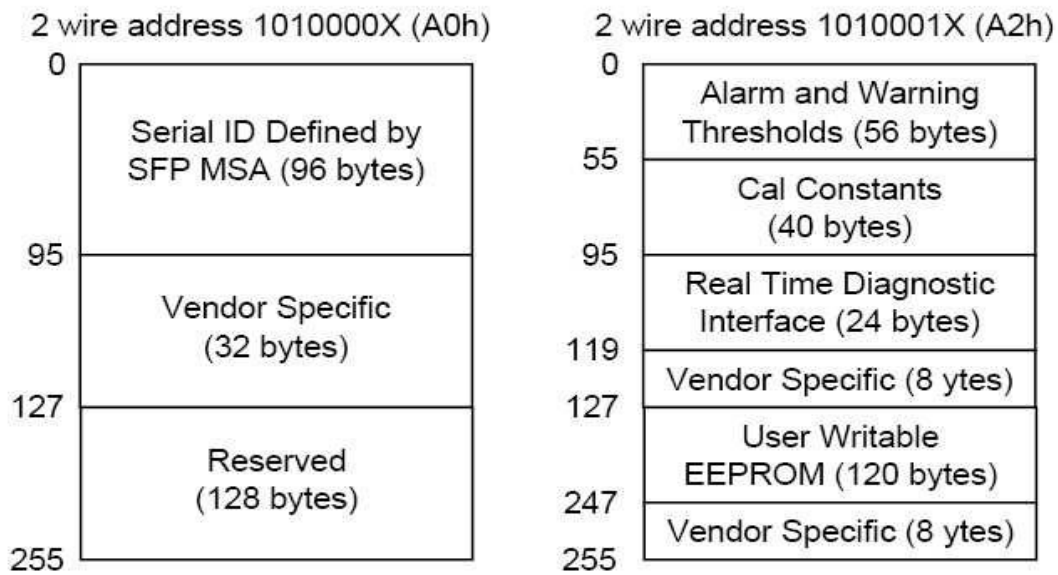 2 wire address 1010000X (A0h)
0
Serial ID Defined by
SFP MSA (96 bytes)
95
Vendor Specific
(32 bytes)
127
Reserved
(128 bytes)
255
2 wire address 1010001X (A2h)
0
Alarm and Warning
Thresholds (56 bytes)
55
Cal Constants
(40 bytes)
95
Real Time Diagnostic
Interface (24 bytes)
119
Vendor Specific (8 ytes)
127
User Writable
EEPROM (120 bytes)
247
Vendor Specific (8 ytes)
255